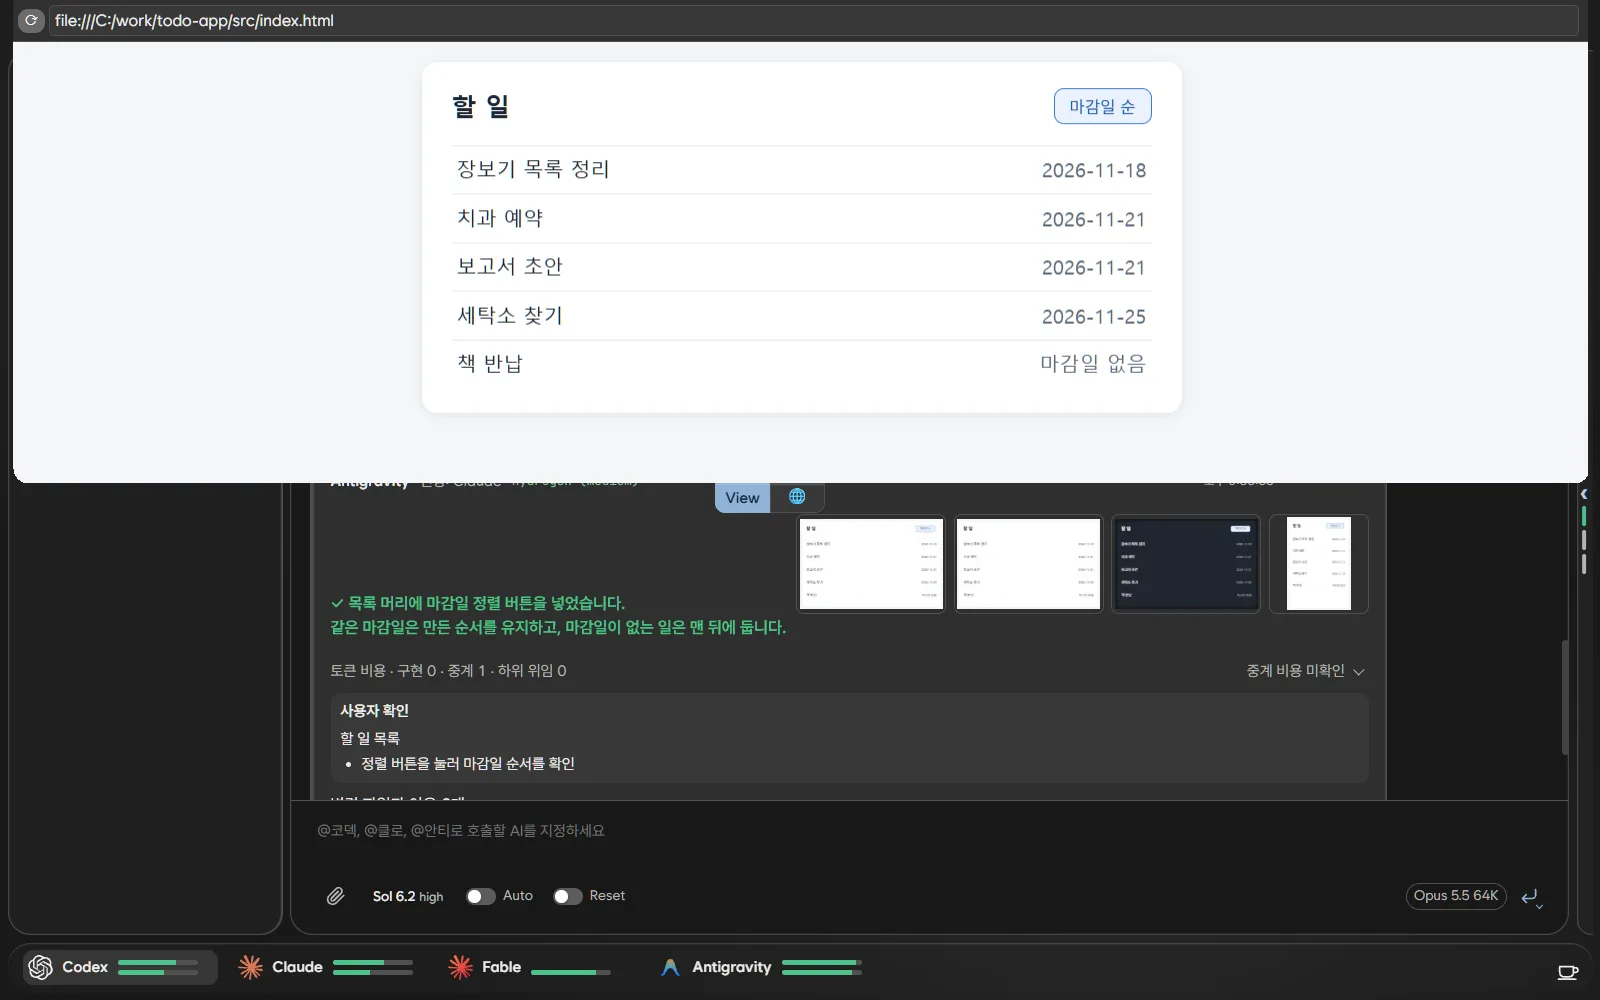 file:///C:/work/todo-app/src/index.html
할 일
마감일 순
장보기 목록 정리 2026-11-18
치과 예약 2026-11-21
보고서 초안 2026-11-21
세탁소 찾기 2026-11-25
책 반납 마감일 없음
View
✓ 목록 머리에 마감일 정렬 버튼을 넣었습니다.
같은 마감일은 만든 순서를 유지하고, 마감일이 없는 일은 맨 뒤에 둡니다.
토큰 비용 · 구현 0 · 중계 1 · 하위 위임 0 중계 비용 미확인
사용자 확인
할 일 목록
• 정렬 버튼을 눌러 마감일 순서를 확인
@코덱, @클로, @안티로 호출할 AI를 지정하세요
Sol 6.2 high Auto Reset Opus 5.5 64K
Codex Claude Fable Antigravity